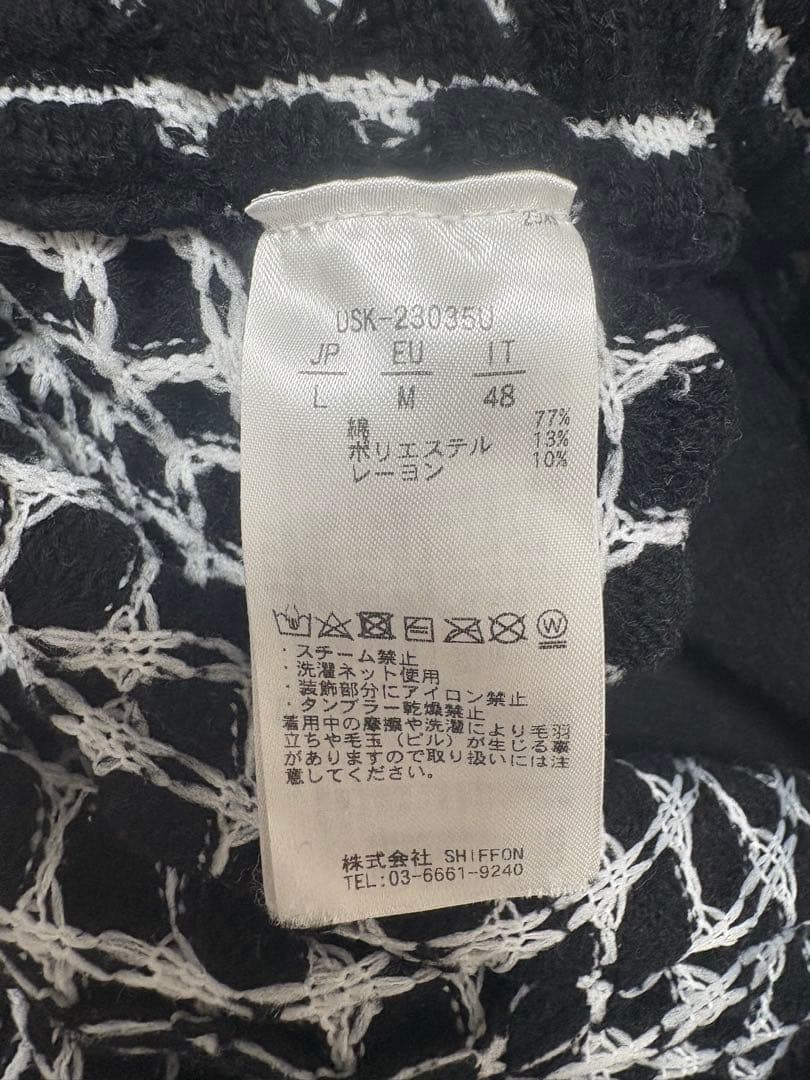 USK-23035U
JP EU IT
L M 48
綿 77%
ポリエステル 13%
レーヨン 10%
W
・スチーム禁止
・洗濯ネット使用
・装飾部分にアイロン禁止
・タンブラー乾燥禁止
着用中の摩擦や洗濯により毛羽
立ちや毛玉（ピル）が生じる事
がありますので取り扱いには注
意してください。
株式会社 SHIFFON
TEL:03-6661-9240